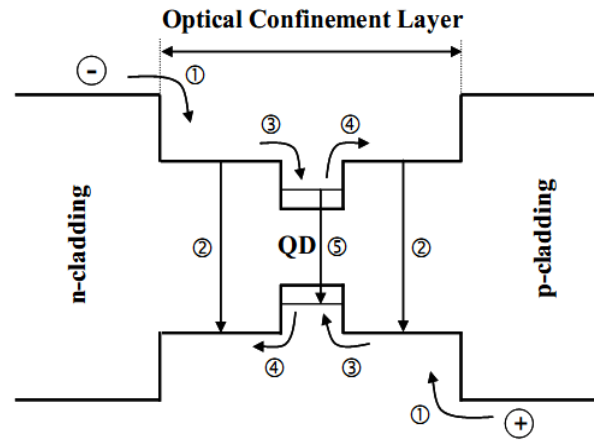 Optical Confinement Layer
- ①
③ ④
n-cladding
② QD ⑤ ②
p-cladding
④ ③
① +